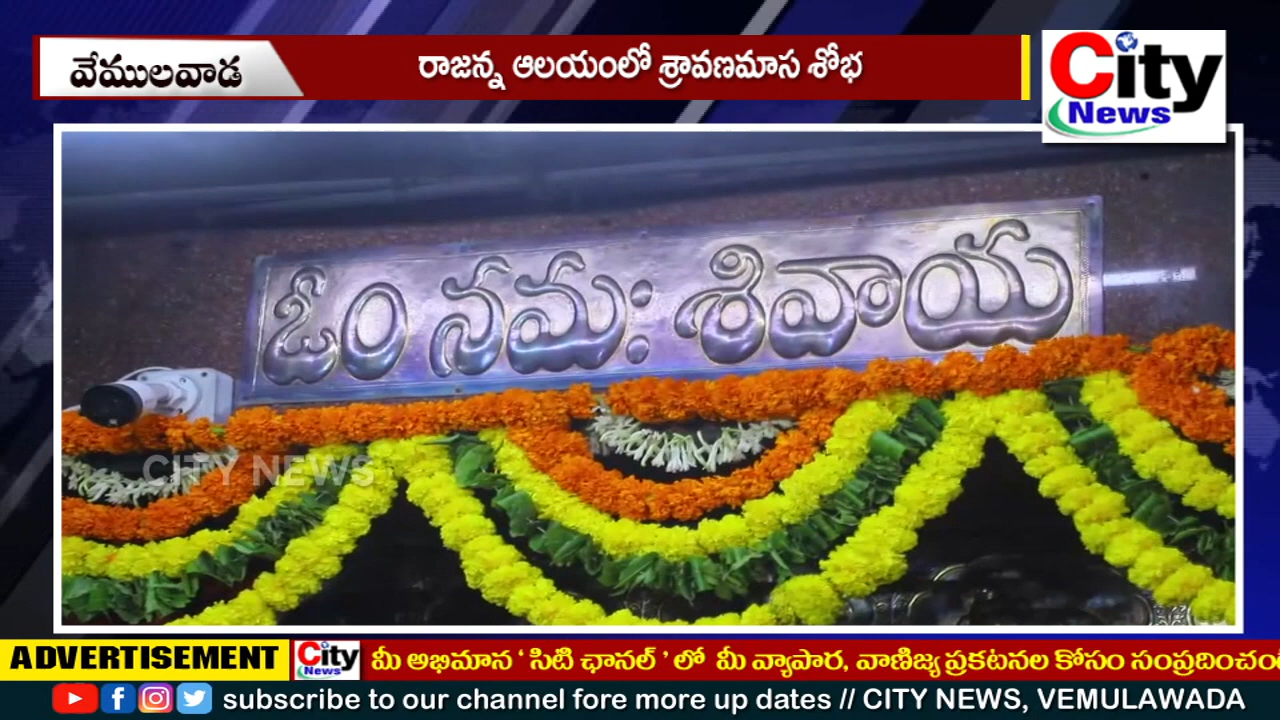 వేములవాడ
రాజన్న ఆలయంలో శ్రావణమాస శోభ
City
News
ఓం నమః శివాయ
CITY NEWS
ADVERTISEMENT
City
News
మీ అభిమాన ‘ సిటి ఛానల్ ’ లో మీ వ్యాపార, వాణిజ్య ప్రకటనల కోసం సంప్రదించం
subscribe to our channel fore more up dates // CITY NEWS, VEMULAWADA